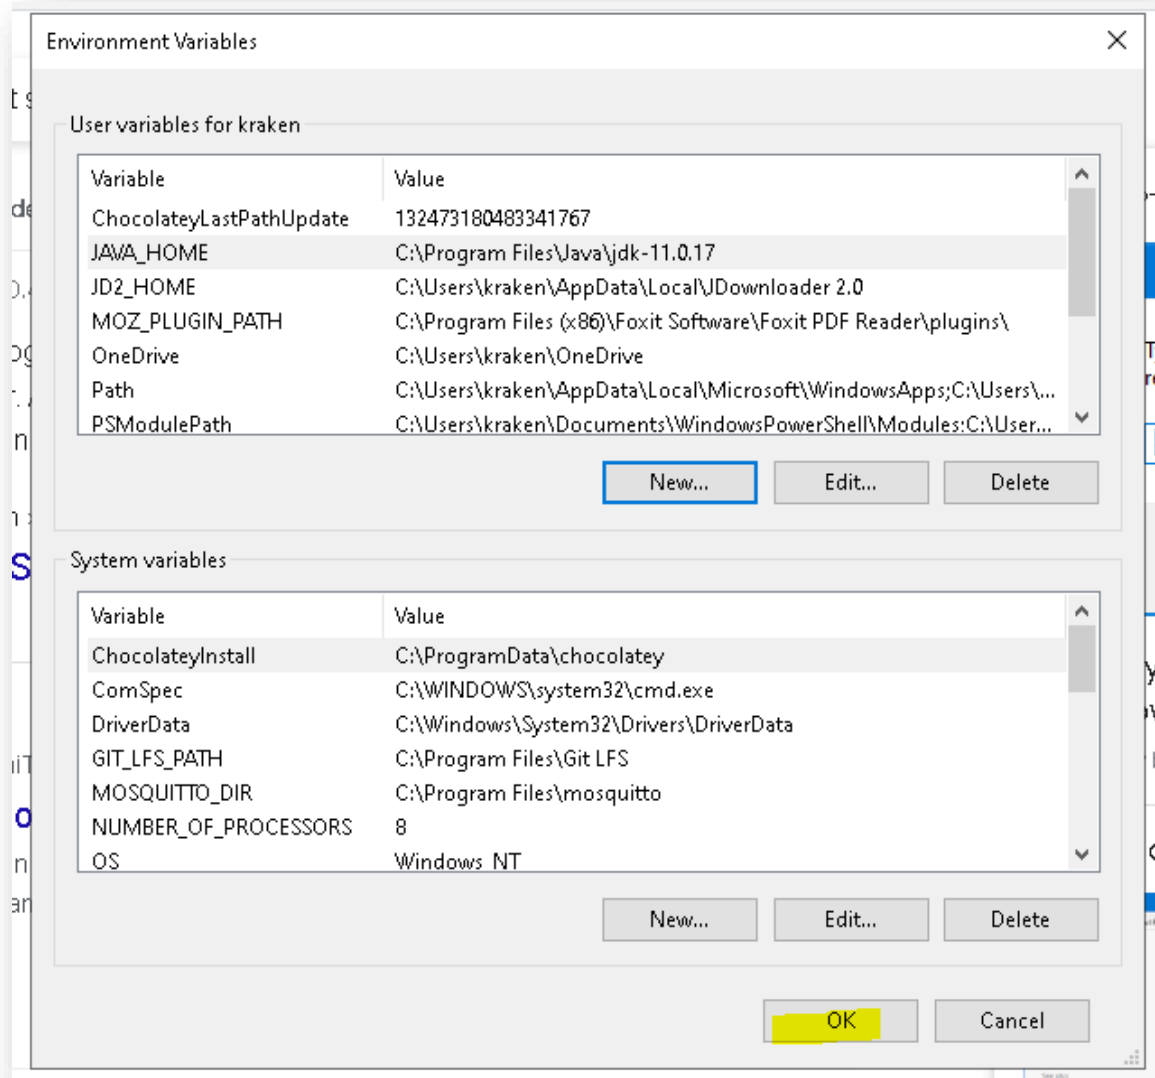 Environment Variables
User variables for kraken
Variable Value
ChocolateyLastPathUpdate 132473180483341767
JAVA_HOME C:\Program Files\Java\jdk-11.0.17
JD2_HOME C:\Users\kraken\AppData\Local\JDownloader 2.0
MOZ_PLUGIN_PATH C:\Program Files (x86)\Foxit Software\Foxit PDF Reader\plugins\
OneDrive C:\Users\kraken\OneDrive
Path C:\Users\kraken\AppData\Local\Microsoft\WindowsApps;C:\Users\...
PSModulePath C:\Users\kraken\Documents\WindowsPowerShell\Modules;C:\User...
New... Edit... Delete
System variables
Variable Value
ChocolateyInstall C:\ProgramData\chocolatey
ComSpec C:\WINDOWS\system32\cmd.exe
DriverData C:\Windows\System32\Drivers\DriverData
GIT_LFS_PATH C:\Program Files\Git LFS
MOSQUITTO_DIR C:\Program Files\mosquitto
NUMBER_OF_PROCESSORS 8
OS Windows_NT
New... Edit... Delete
OK Cancel